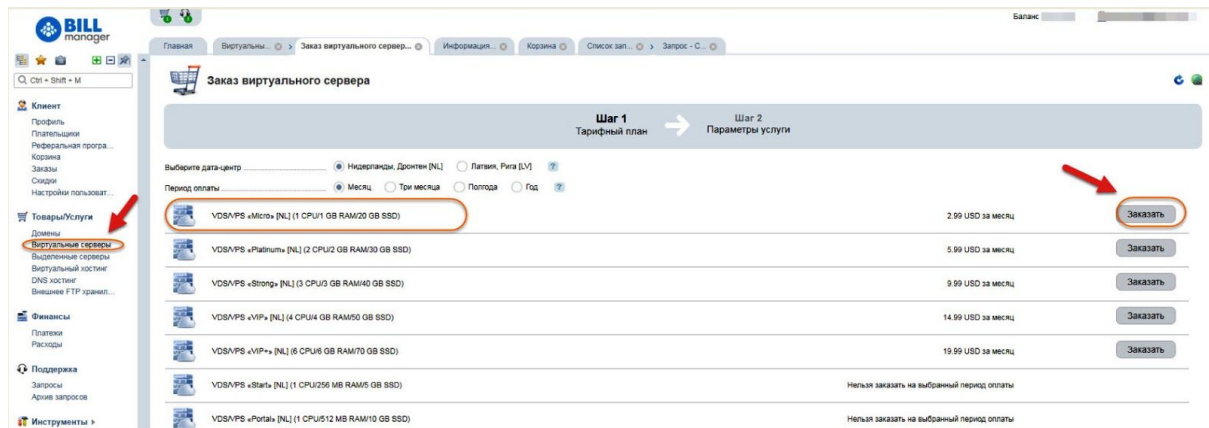 BILL
manager
Баланс
Главная
Виртуальны...
Заказ виртуального сервер...
Информация...
Корзина
Список зап...
Запрос - С...
Ctrl + Shift + M
Заказ виртуального сервера
Клиент
Профиль
Плательщики
Реферальная програ...
Корзина
Заказы
Скидки
Настройки пользоват...
Товары/Услуги
Домены
Виртуальные серверы
Выделенные серверы
Виртуальный хостинг
DNS хостинг
Внешнее FTP хранил...
Финансы
Платежи
Расходы
Поддержка
Запросы
Архив запросов
Инструменты
Шаг 1
Тарифный план
Шаг 2
Параметры услуги
Выберите дата-центр Нидерланды, Дронтен [NL] Латвия, Рига [LV] ?
Период оплаты Месяц Три месяца Полгода Год ?
VDS/VPS «Micro» [NL] (1 CPU/1 GB RAM/20 GB SSD) 2.99 USD за месяц Заказать
VDS/VPS «Platinum» [NL] (2 CPU/2 GB RAM/30 GB SSD) 5.99 USD за месяц Заказать
VDS/VPS «Strong» [NL] (3 CPU/3 GB RAM/40 GB SSD) 9.99 USD за месяц Заказать
VDS/VPS «VIP» [NL] (4 CPU/4 GB RAM/50 GB SSD) 14.99 USD за месяц Заказать
VDS/VPS «VIP+» [NL] (6 CPU/6 GB RAM/70 GB SSD) 19.99 USD за месяц Заказать
VDS/VPS «Start» [NL] (1 CPU/256 MB RAM/5 GB SSD) Нельзя заказать на выбранный период оплаты
VDS/VPS «Portal» [NL] (1 CPU/512 MB RAM/10 GB SSD) Нельзя заказать на выбранный период оплаты